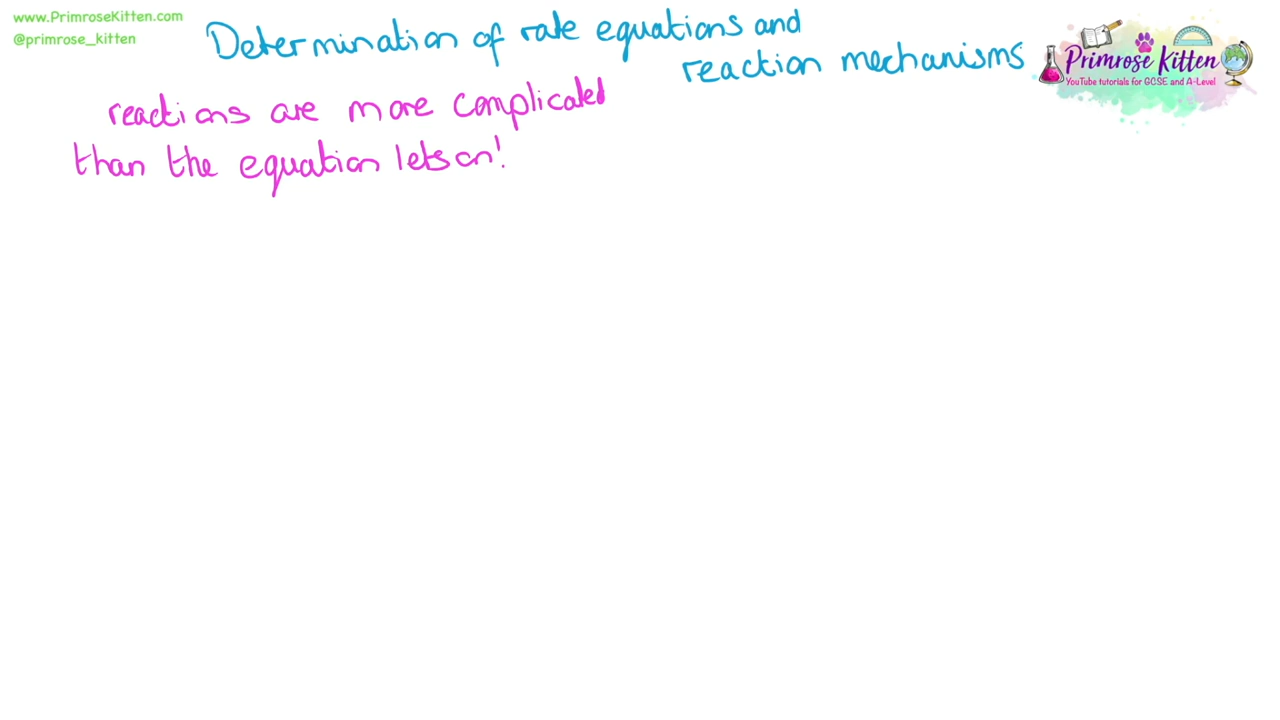 www.PrimroseKitten.com
@primrose_kitten
Determination of rate equations and
reaction mechanisms
Primrose Kitten
YouTube tutorials for GCSE and A-Level
reactions are more complicated
than the equation lets on!